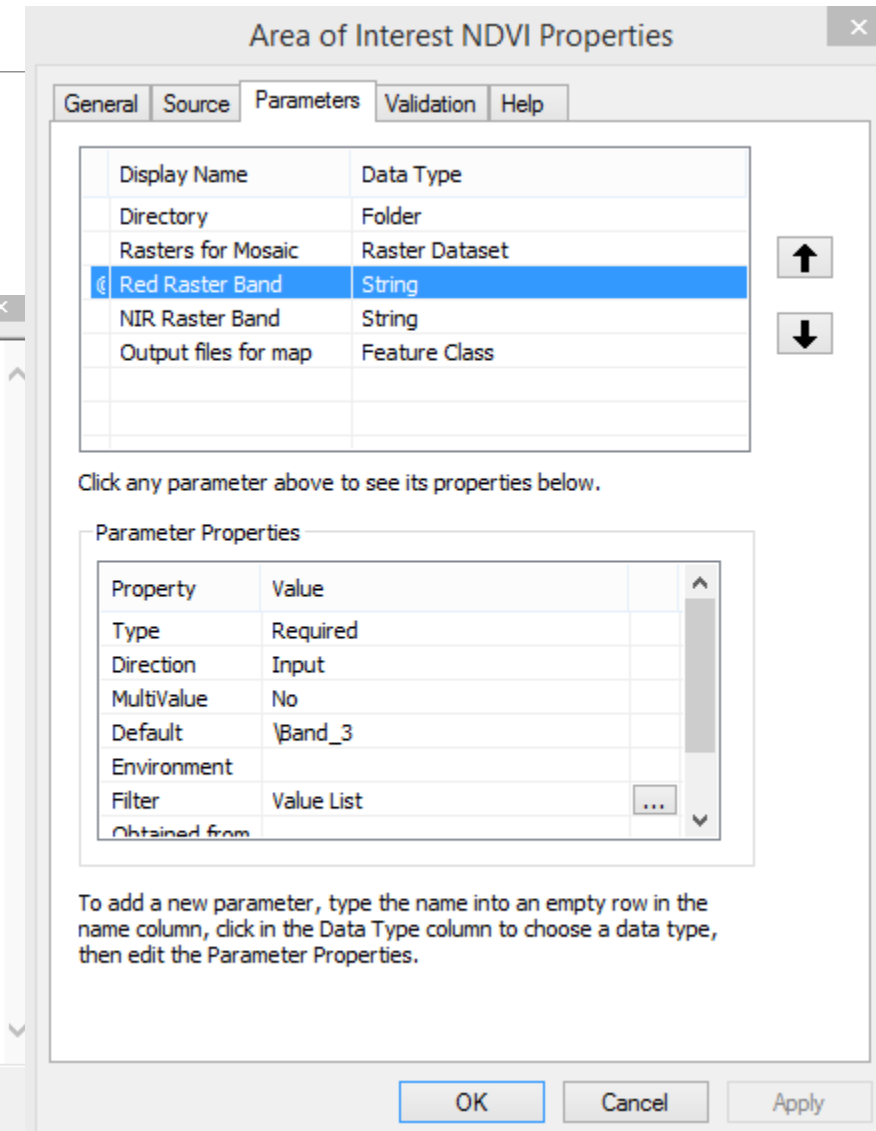 Area of Interest NDVI Properties
General Source Parameters Validation Help
Display Name Data Type
Directory Folder
Rasters for Mosaic Raster Dataset
Red Raster Band String
NIR Raster Band String
Output files for map Feature Class
Click any parameter above to see its properties below.
Parameter Properties
Property Value
Type Required
Direction Input
MultiValue No
Default \Band_3
Environment
Filter Value List ...
Obtained from
To add a new parameter, type the name into an empty row in the
name column, click in the Data Type column to choose a data type,
then edit the Parameter Properties.
OK Cancel Apply